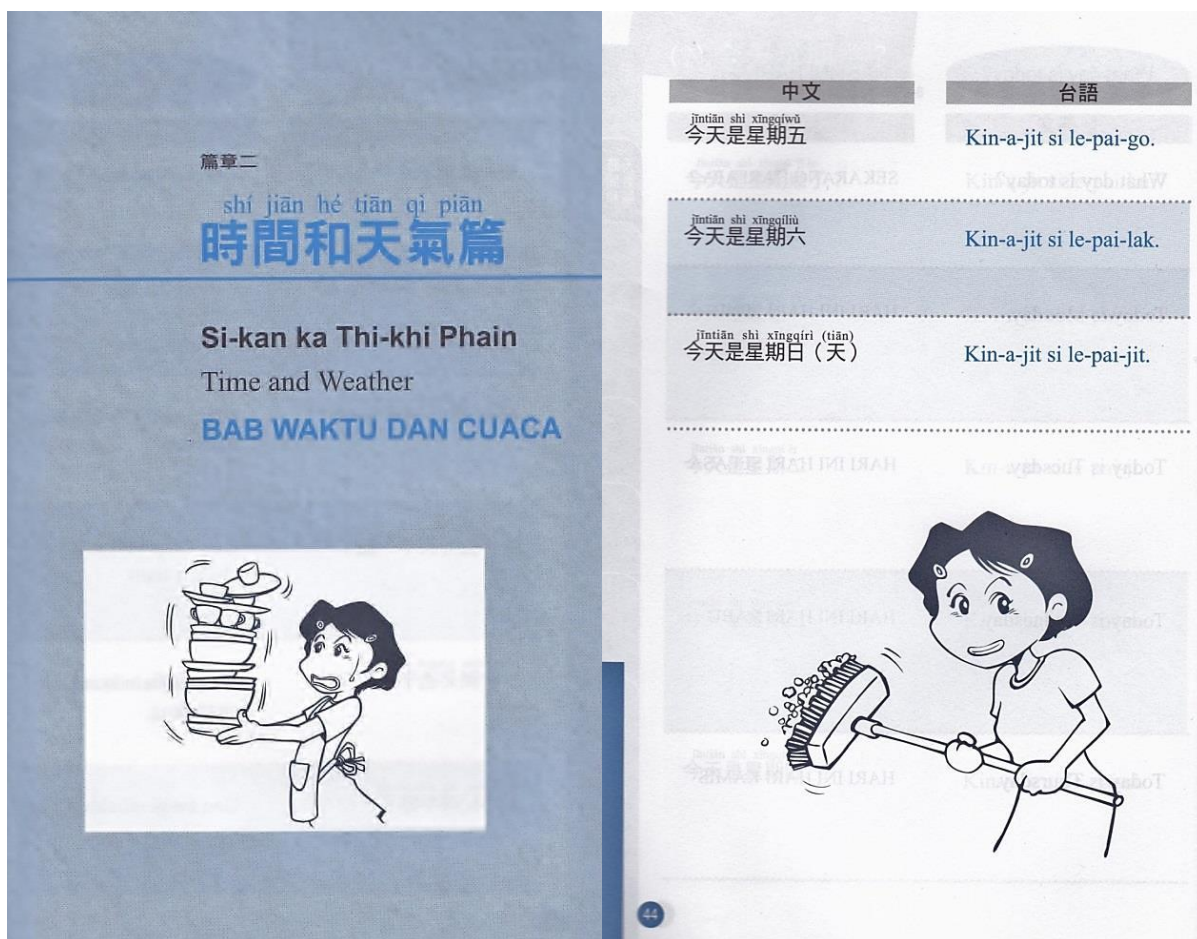 篇章二
shí jiān hé tiān qì piān
時間和天氣篇
Si-kan ka Thi-khi Phain
Time and Weather
BAB WAKTU DAN CUACA
中文 台語
jīntiān shì xīngqíwǔ
今天是星期五 Kin-a-jit si le-pai-go.
jīntiān shì xīngqíliù
今天是星期六 Kin-a-jit si le-pai-lak.
jīntiān shì xīngqírì (tiān)
今天是星期日（天） Kin-a-jit si le-pai-jit.
44